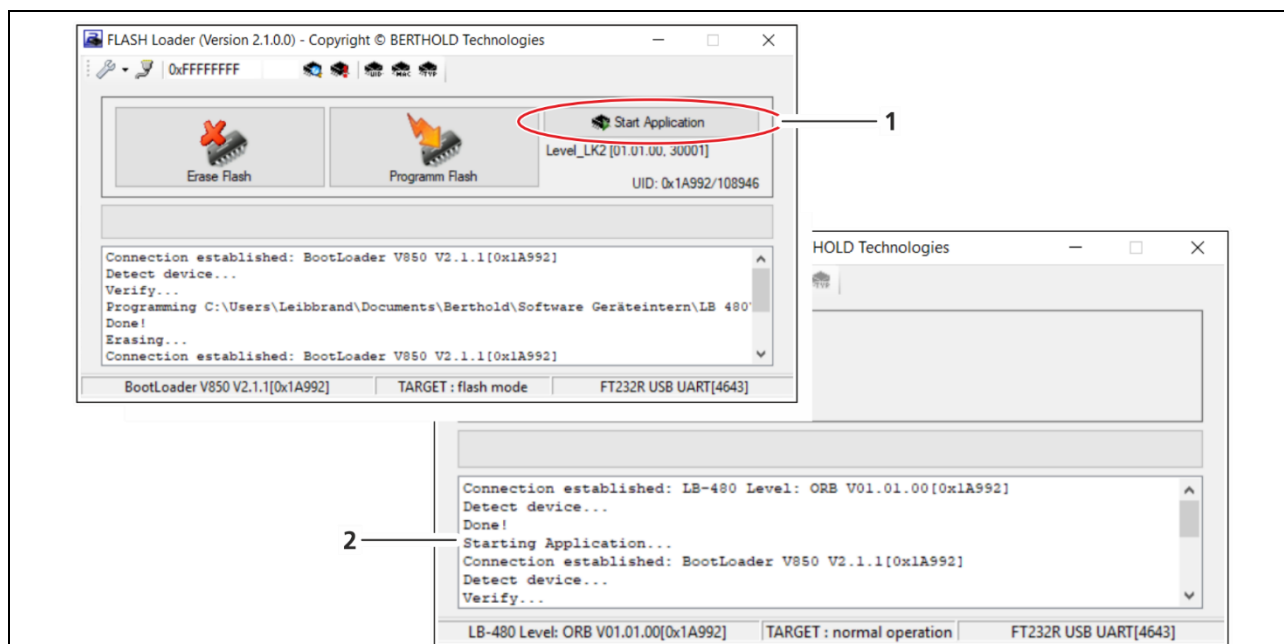 FLASH Loader (Version 2.1.0.0) - Copyright © BERTHOLD Technologies
0xFFFFFFFF
UID MAC TYP
Start Application
1
Level_LK2 [01.01.00, 30001]
Erase Flash
Programm Flash
UID: 0x1A992/108946
Connection established: BootLoader V850 V2.1.1[0x1A992]
Detect device...
Verify...
Programming C:\Users\Leibbrand\Documents\Berthold\Software Geräteintern\LB 480
Done!
Erasing...
Connection established: BootLoader V850 V2.1.1[0x1A992]
BootLoader V850 V2.1.1[0x1A992]
TARGET : flash mode
FT232R USB UART[4643]
HOLD Technologies
TYP
Connection established: LB-480 Level: ORB V01.01.00[0x1A992]
Detect device...
Done!
2
Starting Application...
Connection established: BootLoader V850 V2.1.1[0x1A992]
Detect device...
Verify...
LB-480 Level: ORB V01.01.00[0x1A992]
TARGET : normal operation
FT232R USB UART[4643]